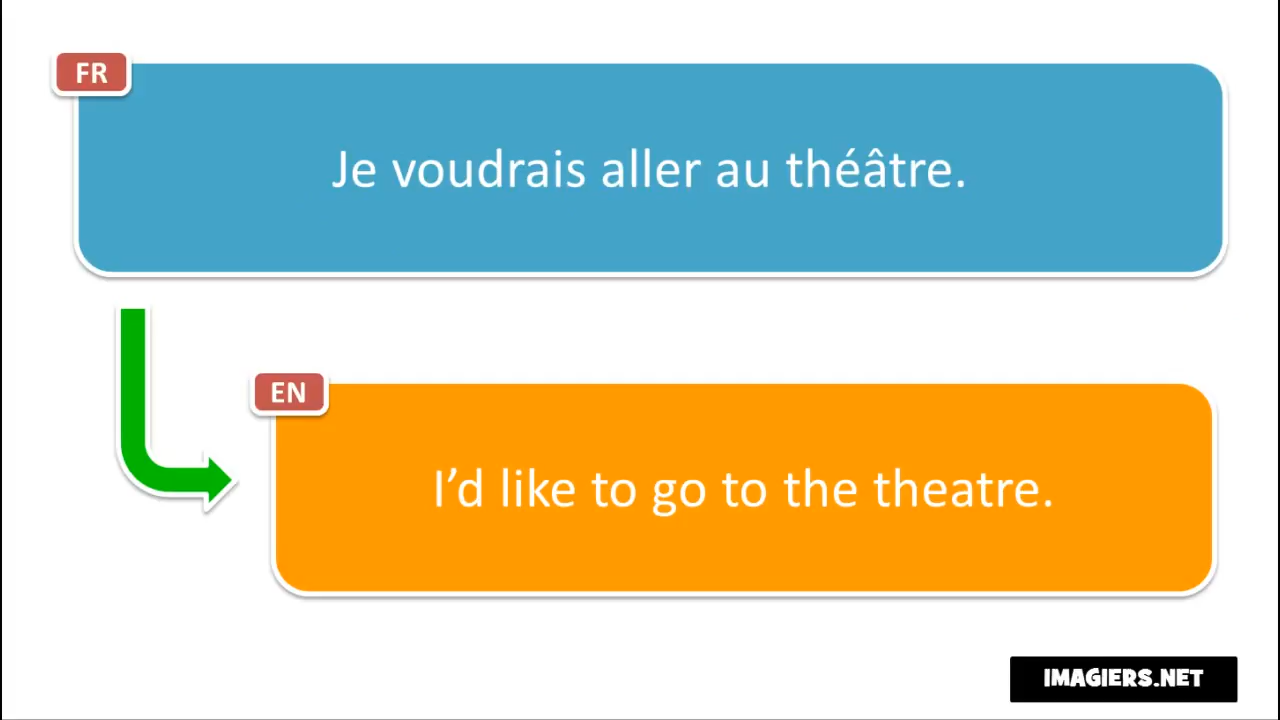 FR
Je voudrais aller au théâtre.
EN
I’d like to go to the theatre.
IMAGIERS.NET